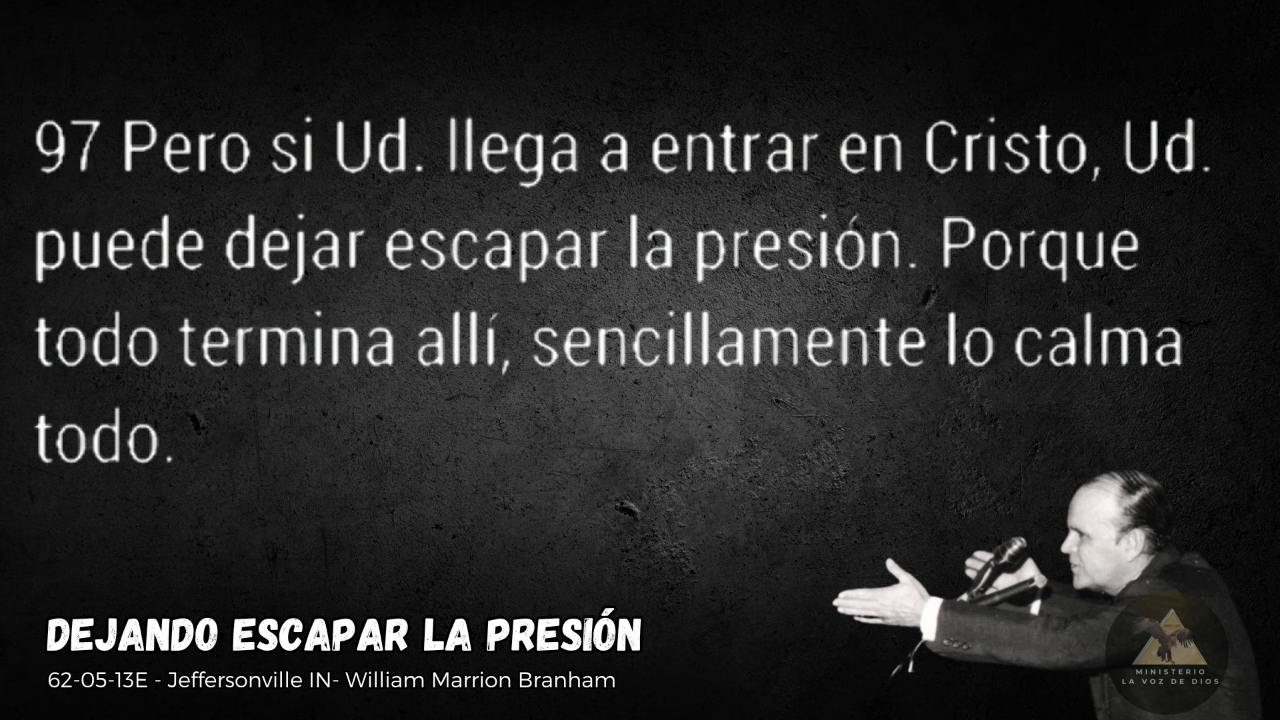 97 Pero si Ud. llega a entrar en Cristo, Ud.
puede dejar escapar la presión. Porque
todo termina allí, sencillamente lo calma
todo.
DEJANDO ESCAPAR LA PRESIÓN
62-05-13E - Jeffersonville IN- William Marrion Branham
MINISTERIO
LA VOZ DE DIOS